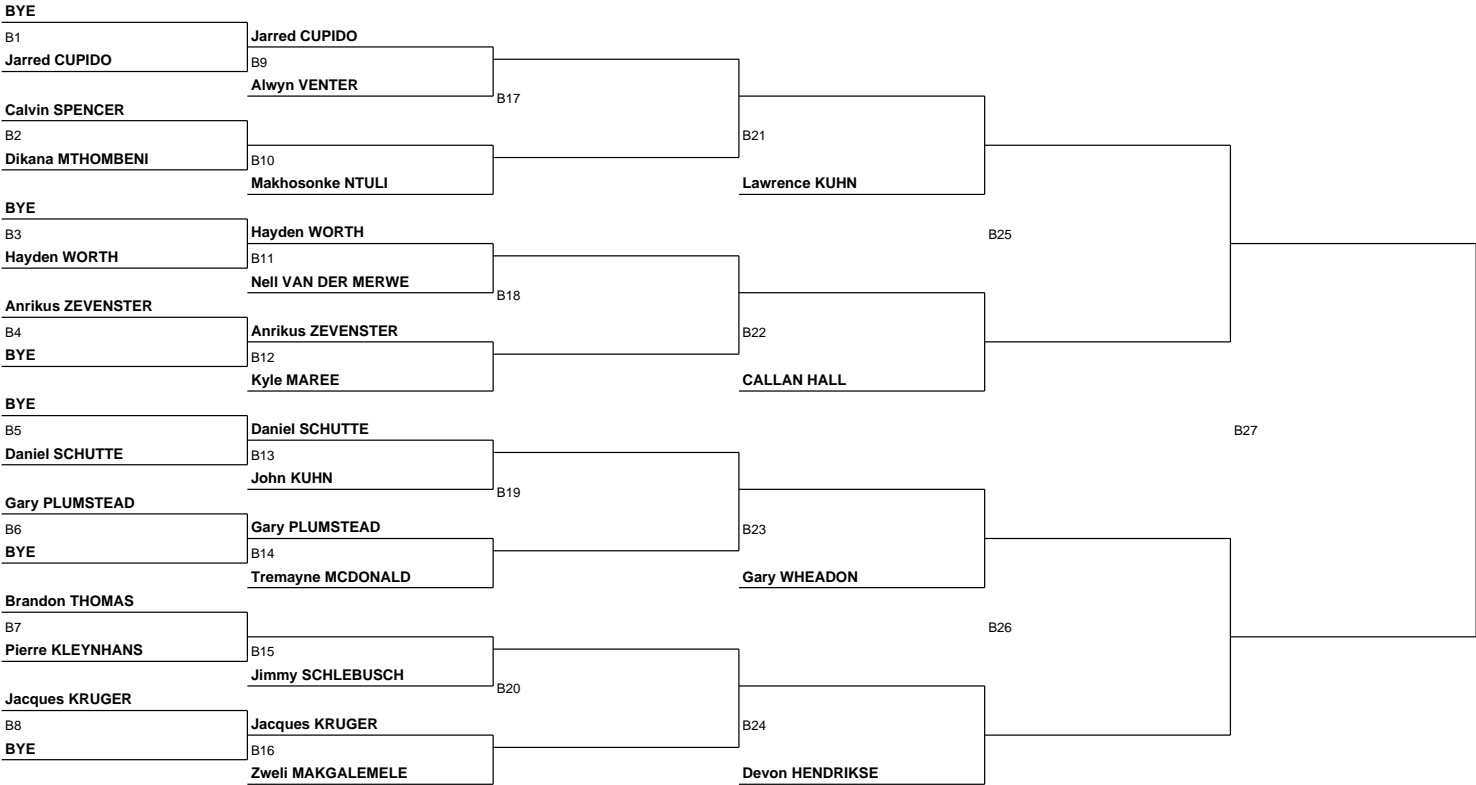 BYE
B1
Jarred CUPIDO
Calvin SPENCER
B2
Dikana MTHOMBENI
BYE
B3
Hayden WORTH
Anrikus ZEVENSTER
B4
BYE
BYE
B5
Daniel SCHUTTE
Gary PLUMSTEAD
B6
BYE
Brandon THOMAS
B7
Pierre KLEYNHANS
Jacques KRUGER
B8
BYE
Jarred CUPIDO
B9
Alwyn VENTER
B10
Makhosonke NTULI
Hayden WORTH
B11
Nell VAN DER MERWE
Anrikus ZEVENSTER
B12
Kyle MAREE
Daniel SCHUTTE
B13
John KUHN
Gary PLUMSTEAD
B14
Tremayne MCDONALD
B15
Jimmy SCHLEBUSCH
Jacques KRUGER
B16
Zweli MAKGALEMELE
B17
B18
B19
B20
B21
Lawrence KUHN
B22
CALLAN HALL
B23
Gary WHEADON
B24
Devon HENDRIKSE
B25
B26
B27